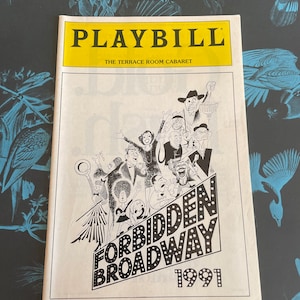 PLAYBILL
THE TERRACE ROOM CABARET
FORBIDDEN
BROADWAY
1991